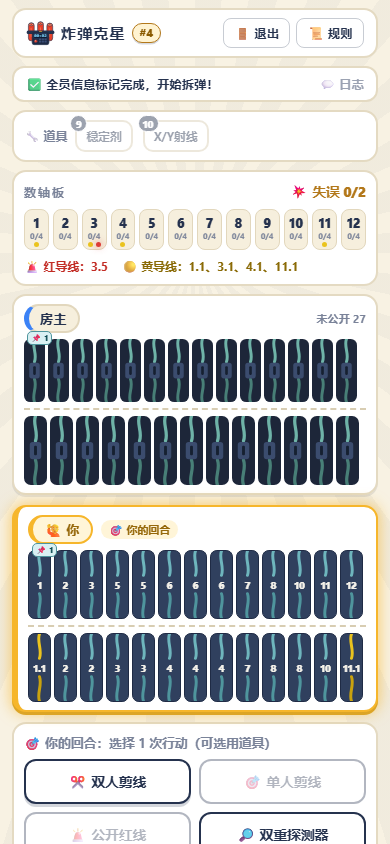 炸弹克星 #4 退出 规则
全员信息标记完成，开始拆弹！ 日志
道具 9 稳定剂 10 X/Y射线
数轴板 失误 0/2
1 2 3 4 5 6 7 8 9 10 11 12
0/4 0/4 0/4 0/4 0/4 0/4 0/4 0/4 0/4 0/4 0/4 0/4
红导线：3.5 黄导线：1.1、3.1、4.1、11.1
房主 未公开 27
1
你 你的回合
1
1 2 3 5 5 6 6 6 7 8 10 11 12
1.1 2 2 3 3 4 4 4 7 8 8 10 11.1
你的回合：选择 1 次行动（可选用道具）
双人剪线 单人剪线
公开红线 双重探测器